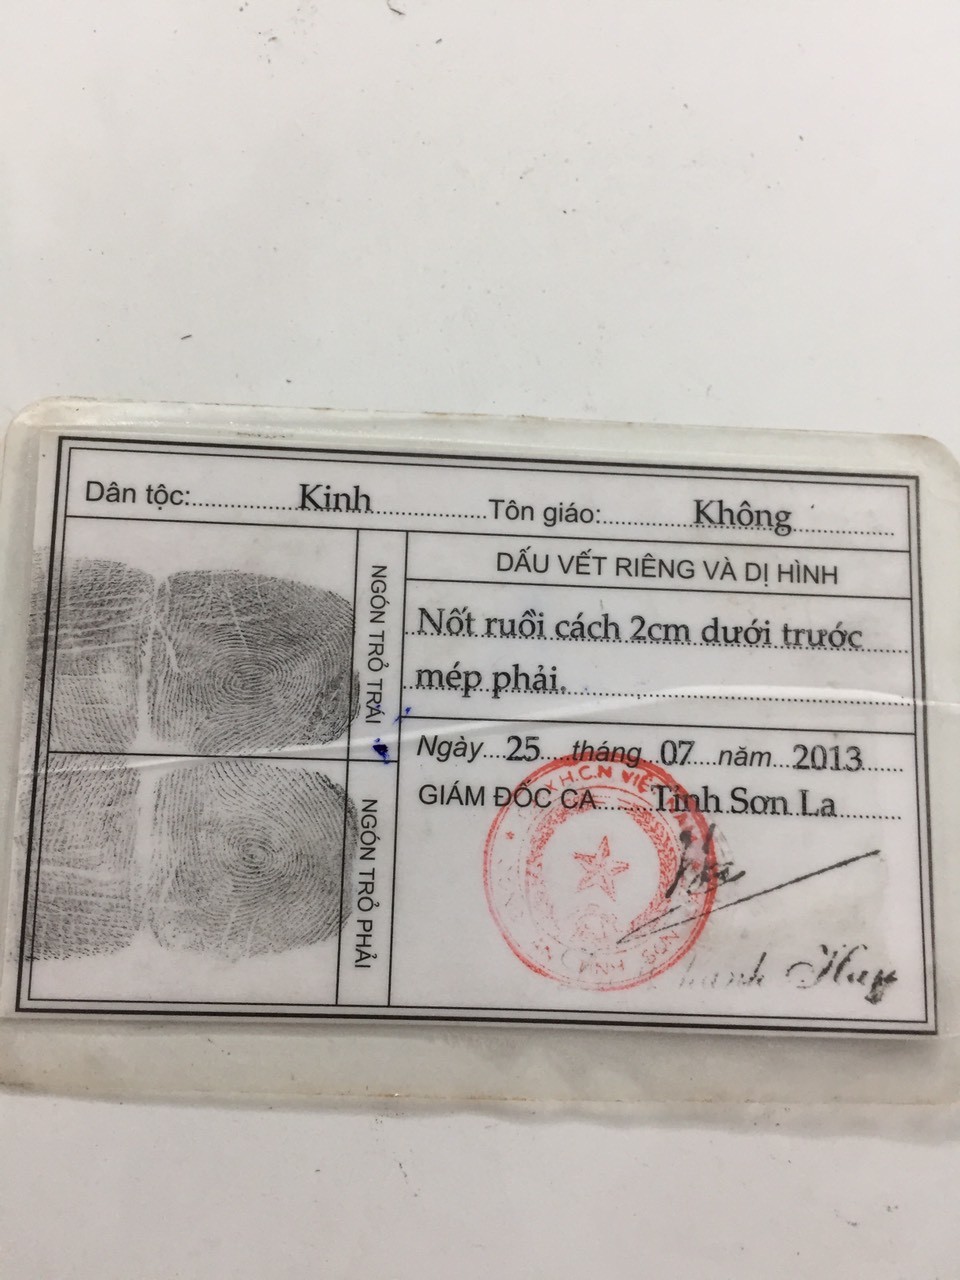 Dân tộc: Kinh Tôn giáo: Không
DẤU VẾT RIÊNG VÀ DỊ HÌNH
Nốt ruồi cách 2cm dưới trước
mép phải.
NGÓN TRỎ TRÁI
NGÓN TRỎ PHẢI
Ngày 25 tháng 07 năm 2013
GIÁM ĐỐC CA Tỉnh Sơn La
X.H.C.N VIỆT
Huy